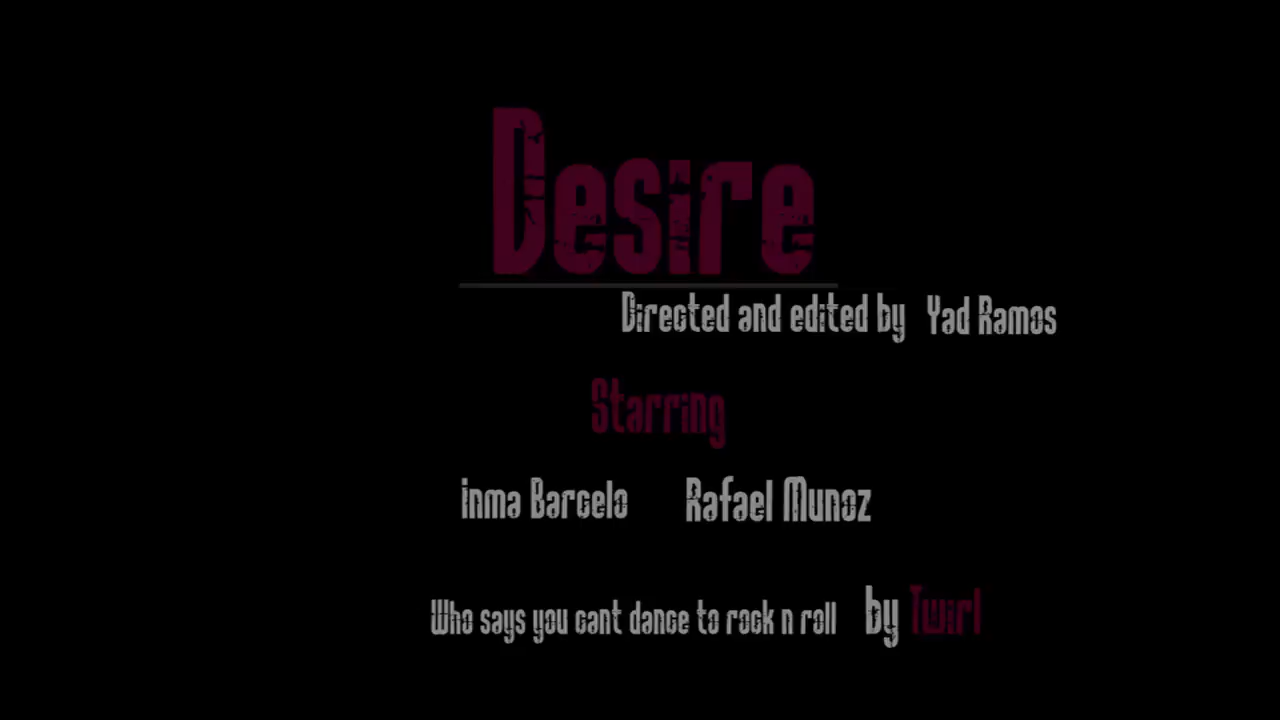 Desire
Directed and edited by Yad Ramos
Starring
inma Barcelo Rafael Munoz
Who says you cant dance to rock n roll by Twirl